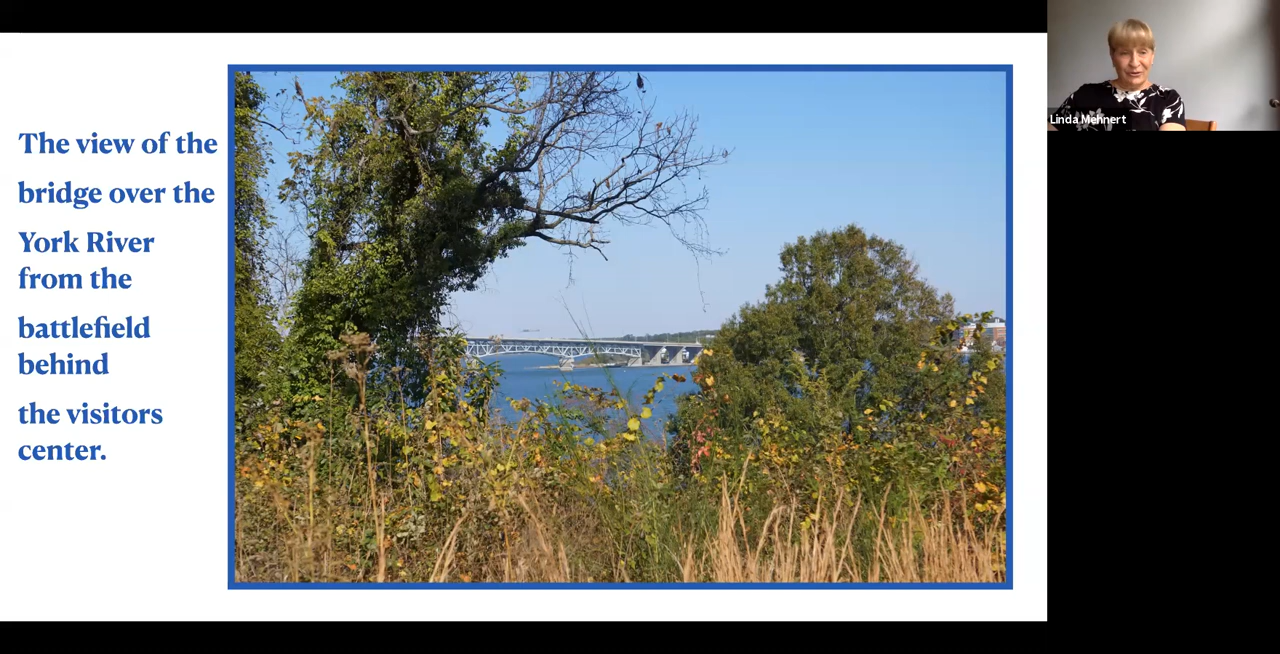 The view of the
bridge over the
York River
from the
battlefield
behind
the visitors
center.
Linda Mehnert